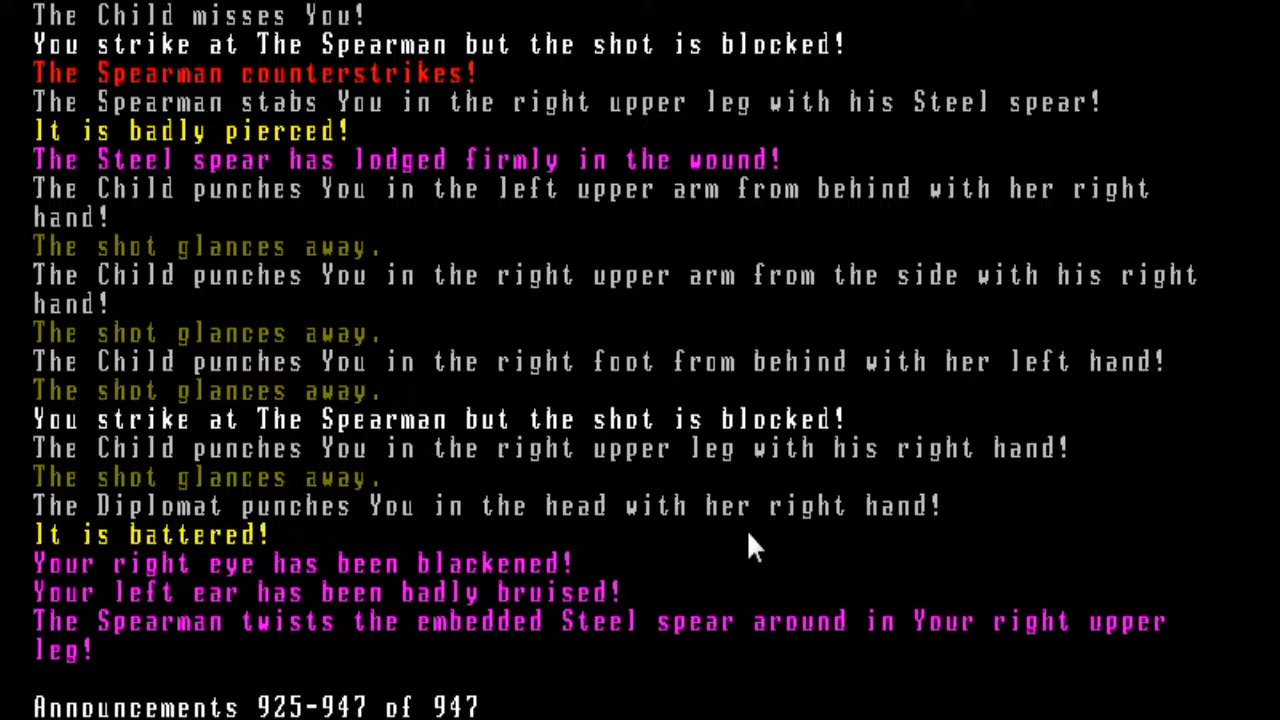 The Child misses You!
You strike at The Spearman but the shot is blocked!
The Spearman counterstrikes!
The Spearman stabs You in the right upper leg with his Steel spear!
It is badly pierced!
The Steel spear has lodged firmly in the wound!
The Child punches You in the left upper arm from behind with her right
hand!
The shot glances away.
The Child punches You in the right upper arm from the side with his right
hand!
The shot glances away.
The Child punches You in the right foot from behind with her left hand!
The shot glances away.
You strike at The Spearman but the shot is blocked!
The Child punches You in the right upper leg with his right hand!
The shot glances away.
The Diplomat punches You in the head with her right hand!
It is battered!
Your right eye has been blackened!
Your left ear has been badly bruised!
The Spearman twists the embedded Steel spear around in Your right upper
leg!
Announcements 925-947 of 947